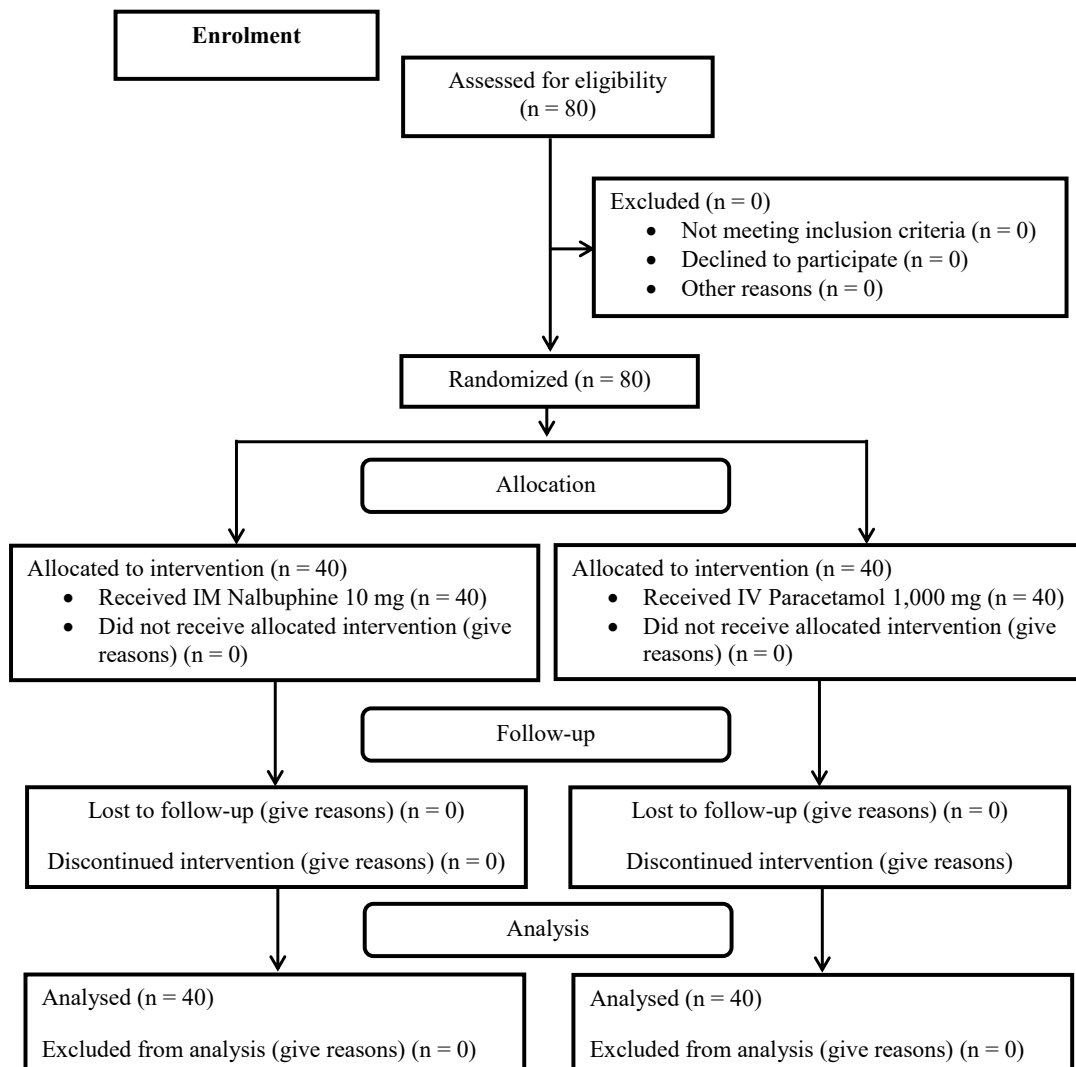 Enrolment
Assessed for eligibility
(n = 80)
Excluded (n = 0)
• Not meeting inclusion criteria (n = 0)
• Declined to participate (n = 0)
• Other reasons (n = 0)
Randomized (n = 80)
Allocation
Allocated to intervention (n = 40)
• Received IM Nalbuphine 10 mg (n = 40)
• Did not receive allocated intervention (give
reasons) (n = 0)
Allocated to intervention (n = 40)
• Received IV Paracetamol 1,000 mg (n = 40)
• Did not receive allocated intervention (give
reasons) (n = 0)
Follow-up
Lost to follow-up (give reasons) (n = 0)
Discontinued intervention (give reasons) (n = 0)
Lost to follow-up (give reasons) (n = 0)
Discontinued intervention (give reasons)
Analysis
Analysed (n = 40)
Excluded from analysis (give reasons) (n = 0)
Analysed (n = 40)
Excluded from analysis (give reasons) (n = 0)